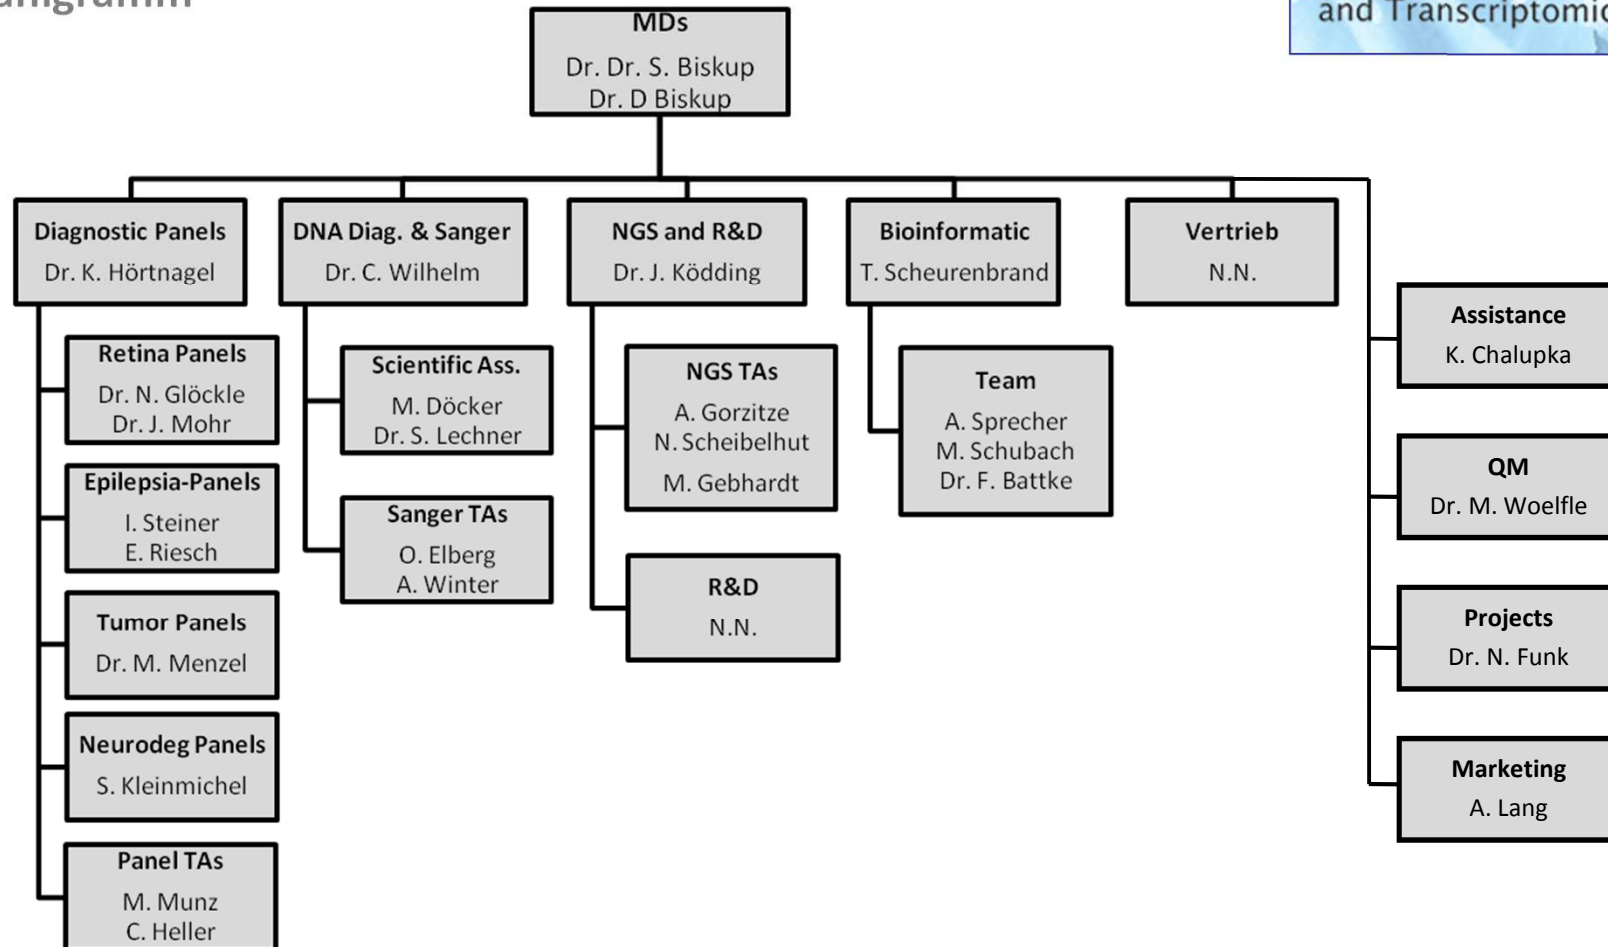 and Transcriptomic
MDs
Dr. Dr. S. Biskup
Dr. D Biskup
Diagnostic Panels
Dr. K. Hörtnagel
DNA Diag. & Sanger
Dr. C. Wilhelm
NGS and R&D
Dr. J. Ködding
Bioinformatic
T. Scheurenbrand
Vertrieb
N.N.
Retina Panels
Dr. N. Glöckle
Dr. J. Mohr
Epilepsia-Panels
I. Steiner
E. Riesch
Tumor Panels
Dr. M. Menzel
Neurodeg Panels
S. Kleinmichel
Panel TAs
M. Munz
C. Heller
Scientific Ass.
M. Döcker
Dr. S. Lechner
Sanger TAs
O. Elberg
A. Winter
NGS TAs
A. Gorzitze
N. Scheibelhut
M. Gebhardt
R&D
N.N.
Team
A. Sprecher
M. Schubach
Dr. F. Battke
Assistance
K. Chalupka
QM
Dr. M. Woelfle
Projects
Dr. N. Funk
Marketing
A. Lang